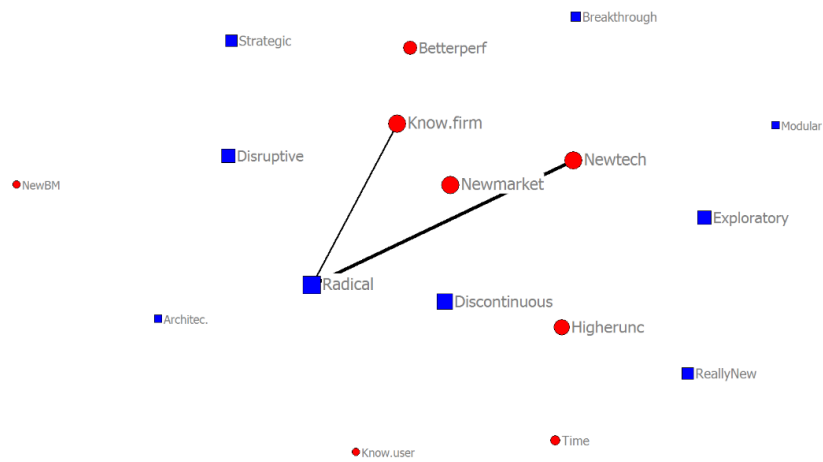 Breakthrough
Strategic
Betterperf
Know.firm
Modular
Disruptive
Newtech
NewBM
Newmarket
Exploratory
Radical
Discontinuous
Architec.
Higherunc
ReallyNew
Time
Know.user